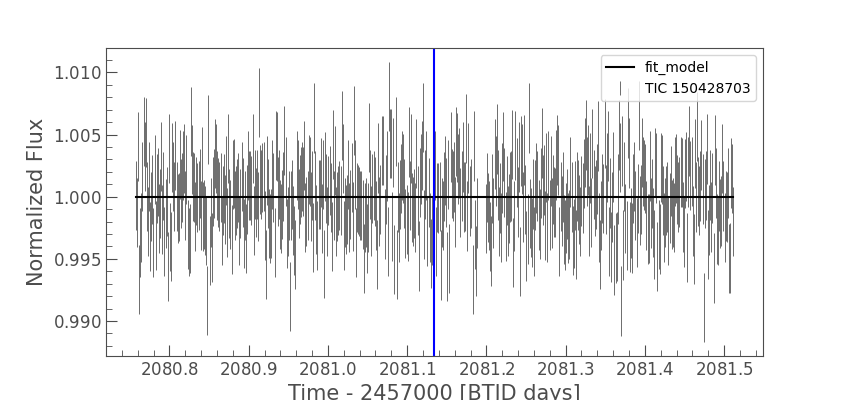 1.010
1.005
1.000
0.995
0.990
Normalized Flux
fit_model
TIC 150428703
2080.8 2080.9 2081.0 2081.1 2081.2 2081.3 2081.4 2081.5
Time - 2457000 [BTJD days]